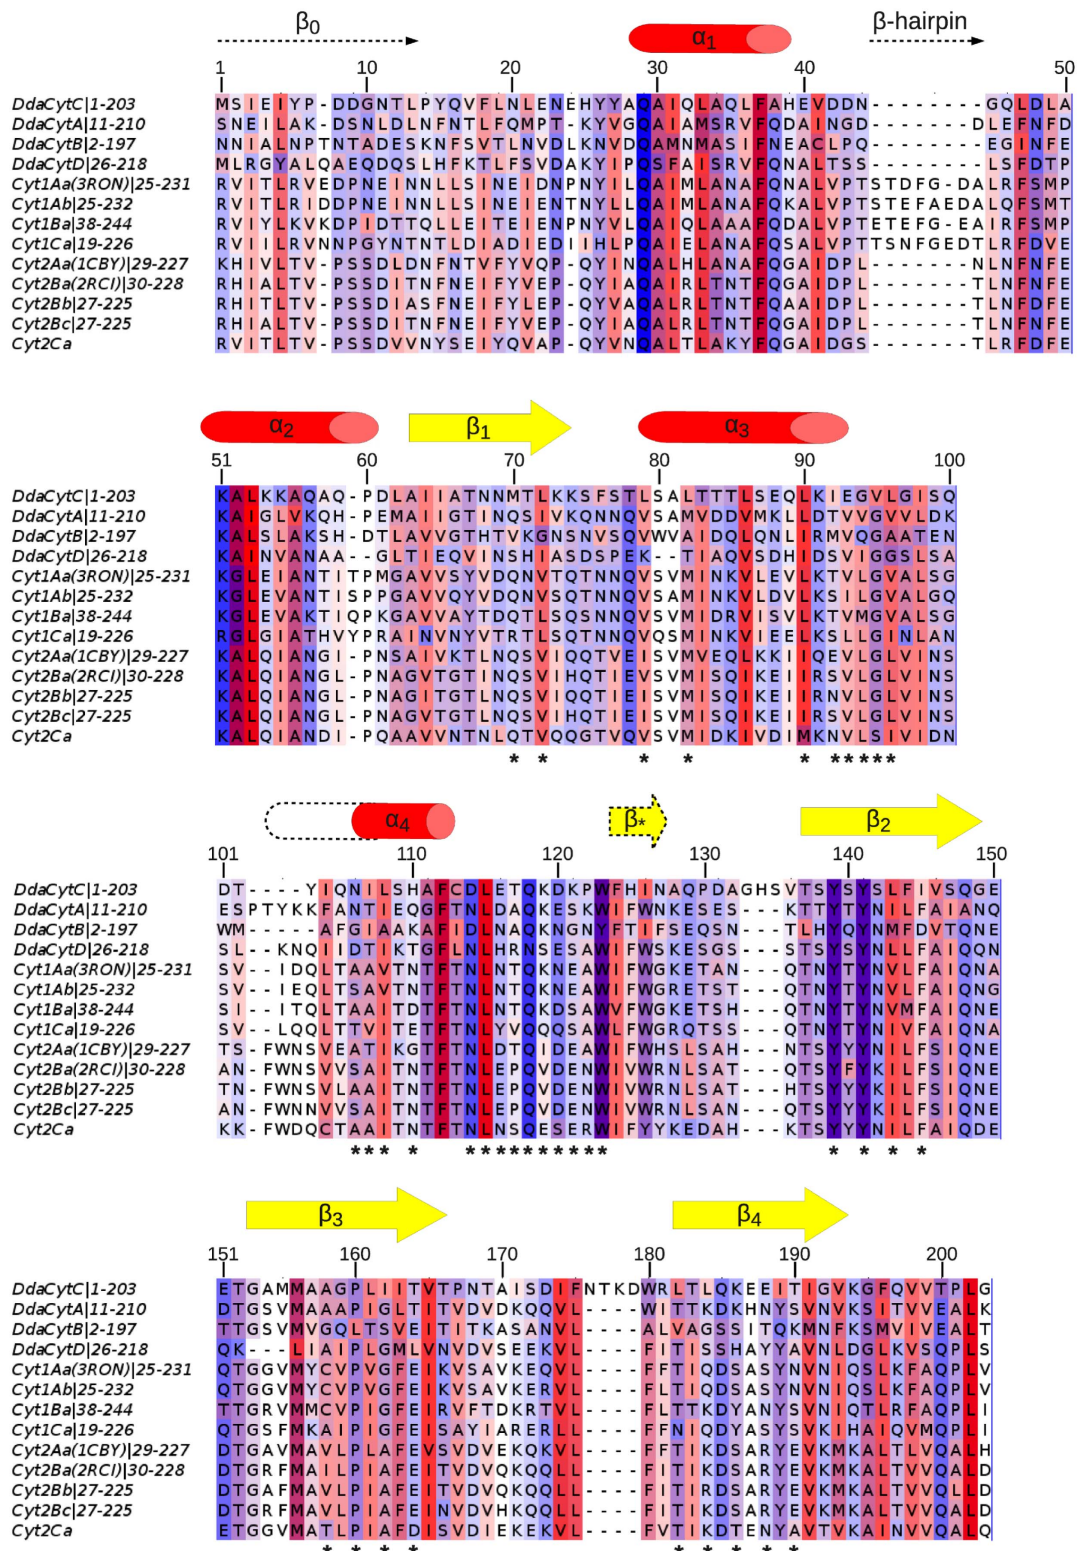 β0 α1 β-hairpin
1 10 20 30 40 50
DdaCytC|1-203 MSIEIYP-DDGNTLPYQVFLNLENEHYYAQAIQLAQLFAHEVDDN--------GQLDLA
DdaCytA|11-210 SNEILAK-DSNLDLNFNTLFQMPT-KYVGQAIAMSRVFQDAINGD-------DLEFNFD
DdaCytB|2-197 NNIALNPTNTADESKNFSVTLNVDLKNVDQAMNMASIFNEACLPQ--------EGINFE
DdaCytD|26-218 MLRGYALQAEQDQSLHFKTLFSVDAKYIPQSFAISRVFQNALTSS--------LSFDTP
Cyt1Aa(3RON)|25-231 RVITLRVEDPNEINNLLSINEIDNPNYILQAIMLANAFQNALVPTSTDFG-DALRFSMP
Cyt1Ab|25-232 RVITLRIDDPNEINNLLSINEIENTNYLLQAIMLANAFQKALVPTSTEFAEDALQFSMT
Cyt1Ba|38-244 RVIYLKVKDPIDTTQLLEITEIENPNYVLQAIQLAAAFQDALVPTETEFG-EAIRFSMP
Cyt1Ca|19-226 RVIILRVNNPGYNTNTLDIADIEDIIHLPQAIELANAFQSALVPTTSNFGEDTLRFDVE
Cyt2Aa(1CBY)|29-227 KHIVLTV-PSSDLDNFNTVFYVQP-QYINQALHLANAFQGAIDPL-------NLNFNFE
Cyt2Ba(2RCI)|30-228 RHIALTV-PSSDITNFNEIFYVEP-QYIAQAIRLTNTFQGAIDPL-------TLNFNFE
Cyt2Bb|27-225 RHITLTV-PSSDIASFNEIFYLEP-QYVAQALRLTNTFQAAIDPL-------TLNFDFE
Cyt2Bc|27-225 RHIALTV-PSSDITNFNEIFYVEP-QYIAQALRLTNTFQGAIDPL-------TLNFNFE
Cyt2Ca RVITLTV-PSSDVVNYSEIYQVAP-QYVNQALTLAKYFQGAIDGS-------TLRFDFE
α2 β1 α3
51 60 70 80 90 100
DdaCytC|1-203 KALKKAQAQ-PDLAIIATNNMTLKKSFSTLSALTTTLSEQLKIEGVLGISQ
DdaCytA|11-210 KAIGLVKQH-PEMAIIGTINQSIVKQNNQVSAMVDDVMKLLDTVVGVVLDK
DdaCytB|2-197 KALSLAKSH-DTLAVVGTHTVKGNSNVSQVWVAIDQLQNLIRMVQGAATEN
DdaCytD|26-218 KAINVANAA--GLTIEQVINSHIASDSPEK--TIAQVSDHIDSVIGGSLSA
Cyt1Aa(3RON)|25-231 KGLEIANTITPMGAVVSYVDQNVTQTNNQVSVMINKVLEVLKTVLGVALSG
Cyt1Ab|25-232 KGLEVANTISPPGAVVQYVDQNVSQTNNQVSVMINKVLDVLKSILGVALGQ
Cyt1Ba|38-244 KGLEVAKTIQPKGAVVATDQTLSQTNNQVSVMIDRVISVLKTVMGVALSG
Cyt1Ca|19-226 RGLGIATHVYPRAINVNYVTRTLSQTNNQVQSMINKVIEELKSLLGINLAN
Cyt2Aa(1CBY)|29-227 KALQIANGI-PNSAIVKTLNQSVIQQTVEISVMVEQLKKIIQEVLGLVINS
Cyt2Ba(2RCI)|30-228 KALQIANGL-PNAGVTGTINQSVIHQTIEVSVMISQIKEIIRSVLGLVINS
Cyt2Bb|27-225 KALQIANGL-PNAGITGTLNQSVIQQTIEVSVMISQIKEIIRNVLGLVINS
Cyt2Bc|27-225 KALQIANGL-PNAGVTGTLNQSVIHQTIEISVMISQIKEIIRSVLGLVINS
Cyt2Ca KALQIANDI-PQAAVVNTNLQTVQQGTVQVSVMIDKIVDIMKNVLSIVIDN
* * * * * *****
α4 β* β2
101 110 120 130 140 150
DdaCytC|1-203 DT----YIQNILSHAFCDLETQKDKPWFHINAQPDAGHSVTSYSYSLFIVSQGE
DdaCytA|11-210 ESPTYKKFANTIEQGFTNLDAQKESKWIFWNKESES---KTTYTYNILFAIANQ
DdaCytB|2-197 WM-----AFGIAAKAFIDLNAQKNGNYFTIFSEQSG---TLHYQYNMFDVTQNE
DdaCytD|26-218 SL--KNQIIDTIKTGFLNLHRNSEAWIFWQKEQSGN---TSYSYNILFAIQQN
Cyt1Aa(3RON)|25-231 SV--IDQLTAAVTNTFTNLNTQKNEAWIFWGKETAN---QTNYTYNVLFAIQNA
Cyt1Ab|25-232 SV--IEQLTSAVTNTFTNLNTQKNEAWIFWGRETST---QTNYTYNVLFAIQNG
Cyt1Ba|38-244 SI--ITQLTAAITDTFTNLNTQKDSAWVFWGKETSH---QTNYTYNVMFAIQNE
Cyt1Ca|19-226 SV--LQQLTTVITETFTNLYVQQQSAWLFWGRQTSS---QTNYTYNIVFAIQNA
Cyt2Aa(1CBY)|29-227 TS-FWNSVEATIKGTFTNLDTQIDEAWIFWHSLSAH---NTSYYYNILFSIQNE
Cyt2Ba(2RCI)|30-228 AN-FWNSVVSAITNTFTNLEPQVDENWIVWRNLSAT---QTSYFYKILFSIQNE
Cyt2Bb|27-225 TN-FWNSVLAAITNTFTNLEPQVDENWIVWRNLSAT---HTSYYYKILFSIQNE
Cyt2Bc|27-225 AN-FWNNVVSAITNTFTNLEPQVDENWIVWRNLSAN---QTSYYYKILFSIQNE
Cyt2Ca KK-FWDQCTAAITNTFTNLNSQESERWIFYYKEDAH---KTSYYYNILFAIQDE
*** * ********** * * * *
β3 β4
151 160 170 180 190 200
DdaCytC|1-203 ETGAMMAAGPLIITVTPNTAISDIFNTKDWRLTLQKEEITIGVKGFQVVTPLG
DdaCytA|11-210 DTGSVMAAAPIGLTITVDVDKQQVL----WITTKDHKNYSVNVKSITVVEALK
DdaCytB|2-197 TTGSVMVGQLTSVEITITKASANVL----ALVAGSSITQKMNFKSMVIVEALT
DdaCytD|26-218 QK---LIAIPLGMLVNVDVSEEKVL----FITISSHAYYAVNLDGLKVSQPLS
Cyt1Aa(3RON)|25-231 QTGGVMYCVPVGFEIKVSAVKERVL----FFTIQDSASYNVNIQSLKFAQPLV
Cyt1Ab|25-232 QTGGVMYCVPVGFEIKVSAVKERVL----FLTIQDSASYNVNIQSLKFAQPLV
Cyt1Ba|38-244 TTGRVMMCVPIGFEIRVFTDKRTVL----FLTTKDYANYSVNIQTLRFAQPLI
Cyt1Ca|19-226 QTGSFMKAIPIGFEISAYIARERLL----FFNIQDYASYSVKIHAIQVMQPLI
Cyt2Aa(1CBY)|29-227 DTGAVMAVLPLAFEVSVDVEKQKVL----FFTIKDSARYEVKMKALTLVQALH
Cyt2Ba(2RCI)|30-228 DTGRFMAILPIAFEITVDVQKQQLL----FITIKDSARYEVKMKALTVVQALD
Cyt2Bb|27-225 DTGAFMAVLPIAFEITVDVQKQQLL----FITIRDSARYEVKMKALTVVQLLD
Cyt2Bc|27-225 DTGRFMAVLPIAFEITVDVHKQQLL----FITIKDSARYEVKMKALTVVQLLD
Cyt2Ca ETGGVMATLPIAFDISVDIEKEKVL----FVTIKDTENYAVTVKAINVVQALQ
* * * * * * * * *